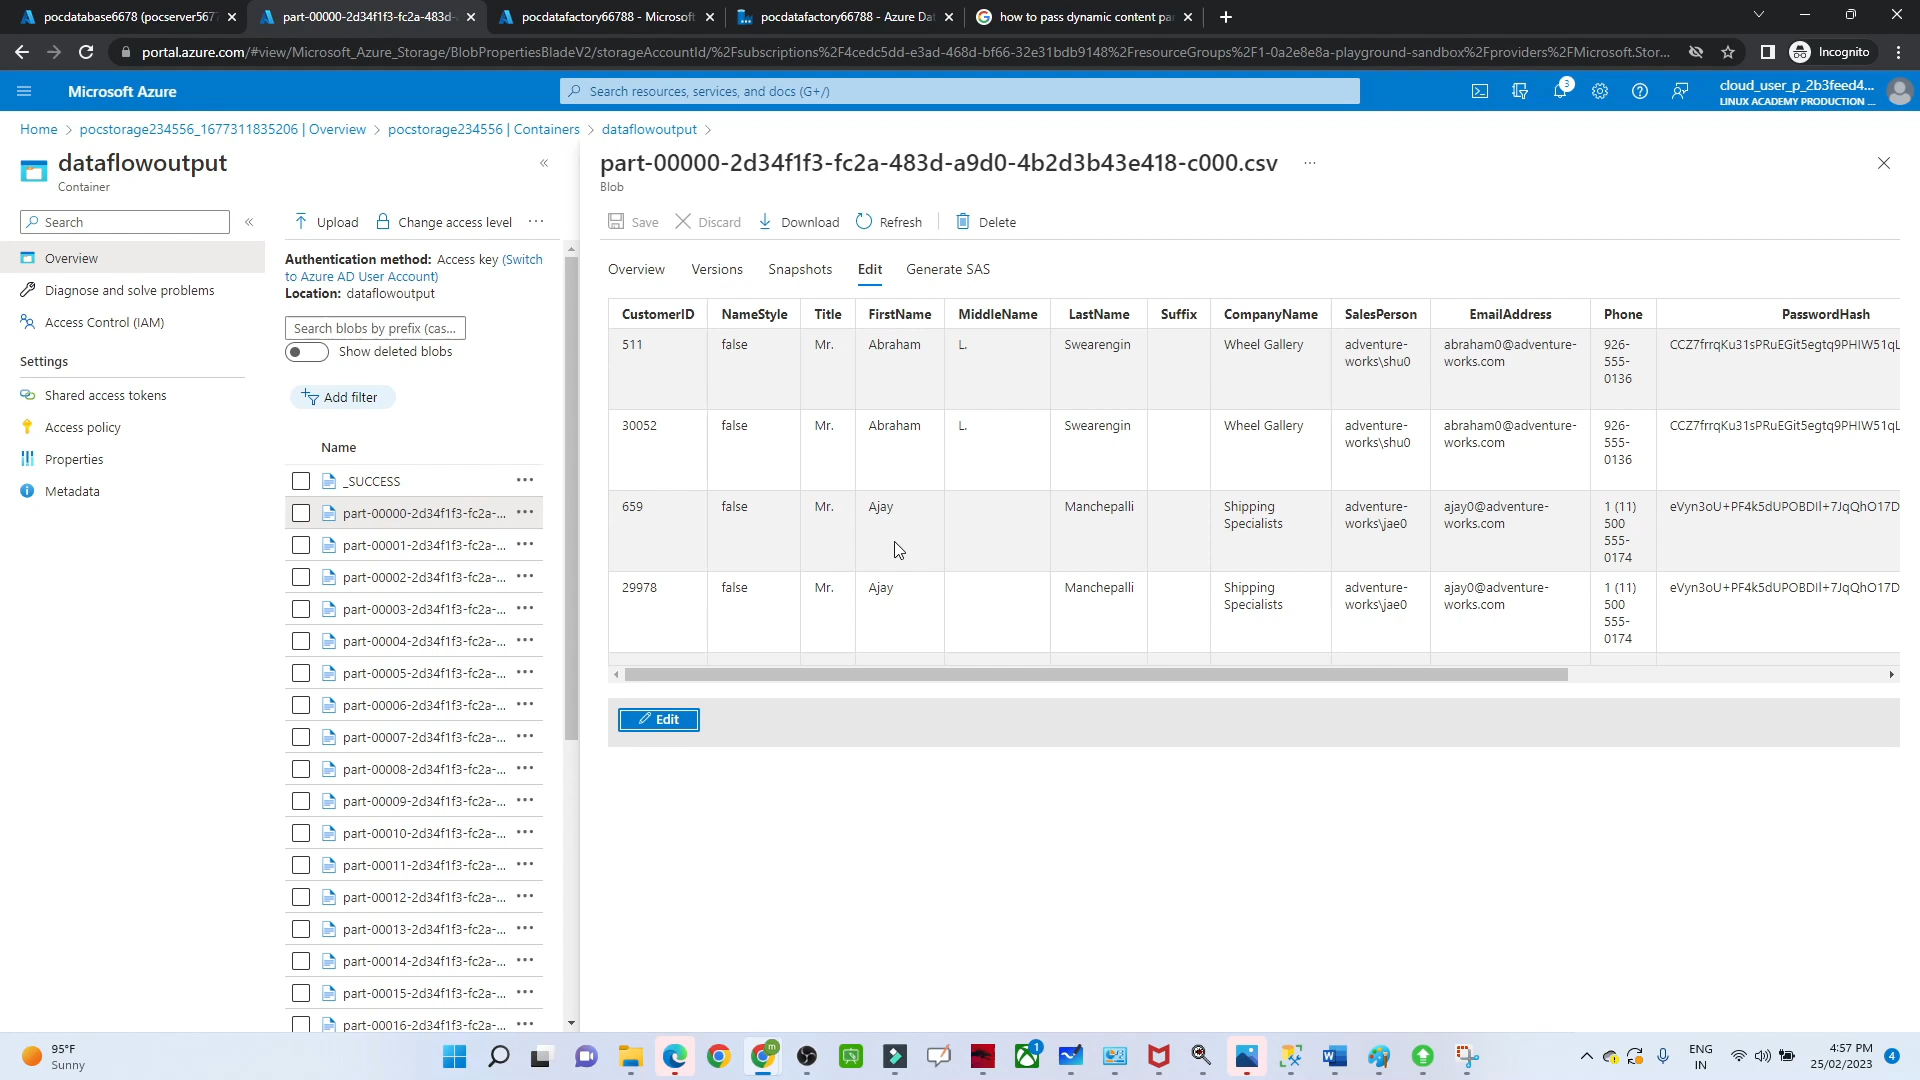 pocdatabase6678 (pocserver567
part-00000-2d34f1f3-fc2a-483d-
pocdatafactory66788 - Microsoft
pocdatafactory66788 - Azure Da
how to pass dynamic content pa
portal.azure.com/#view/Microsoft_Azure_Storage/BlobPropertiesBladeV2/storageAccountId/%2Fsubscriptions%2F4cedc5dd-e3ad-468d-bf66-32e31bdb9148%2FresourceGroups%2F1-0a2e8e8a-playground-sandbox%2Fproviders%2FMicrosoft.Stor...
Incognito
Microsoft Azure
Search resources, services, and docs (G+/)
3
cloud_user_p_2b3feed4...
LINUX ACADEMY PRODUCTION ...
Home > pocstorage234556_1677311835206 | Overview > pocstorage234556 | Containers > dataflowoutput >
dataflowoutput
Container
Search
Overview
Diagnose and solve problems
Access Control (IAM)
Settings
Shared access tokens
Access policy
Properties
Metadata
Upload
Change access level
Authentication method: Access key (Switch
to Azure AD User Account)
Location: dataflowoutput
Search blobs by prefix (cas...
Show deleted blobs
Add filter
Name
_SUCCESS
part-00000-2d34f1f3-fc2a-...
part-00001-2d34f1f3-fc2a-...
part-00002-2d34f1f3-fc2a-...
part-00003-2d34f1f3-fc2a-...
part-00004-2d34f1f3-fc2a-...
part-00005-2d34f1f3-fc2a-...
part-00006-2d34f1f3-fc2a-...
part-00007-2d34f1f3-fc2a-...
part-00008-2d34f1f3-fc2a-...
part-00009-2d34f1f3-fc2a-...
part-00010-2d34f1f3-fc2a-...
part-00011-2d34f1f3-fc2a-...
part-00012-2d34f1f3-fc2a-...
part-00013-2d34f1f3-fc2a-...
part-00014-2d34f1f3-fc2a-...
part-00015-2d34f1f3-fc2a-...
part-00016-2d34f1f3-fc2a-...
part-00000-2d34f1f3-fc2a-483d-a9d0-4b2d3b43e418-c000.csv
Blob
Save Discard Download Refresh Delete
Overview Versions Snapshots Edit Generate SAS
CustomerID NameStyle Title FirstName MiddleName LastName Suffix CompanyName SalesPerson EmailAddress Phone PasswordHash
511 false Mr. Abraham L. Swearengin Wheel Gallery adventure-works\shu0 abraham0@adventure-works.com 926-555-0136 CCZ7frrqKu31sPRuEGit5egtq9PHIW51qL
30052 false Mr. Abraham L. Swearengin Wheel Gallery adventure-works\shu0 abraham0@adventure-works.com 926-555-0136 CCZ7frrqKu31sPRuEGit5egtq9PHIW51qL
659 false Mr. Ajay Manchepalli Shipping Specialists adventure-works\jae0 ajay0@adventure-works.com 1 (11) 500 555-0174 eVyn3oU+PF4k5dUPOBDIl+7JqQhO17D
29978 false Mr. Ajay Manchepalli Shipping Specialists adventure-works\jae0 ajay0@adventure-works.com 1 (11) 500 555-0174 eVyn3oU+PF4k5dUPOBDIl+7JqQhO17D
Edit
95°F
Sunny
m
1
ENG
IN
4:57 PM
25/02/2023
4